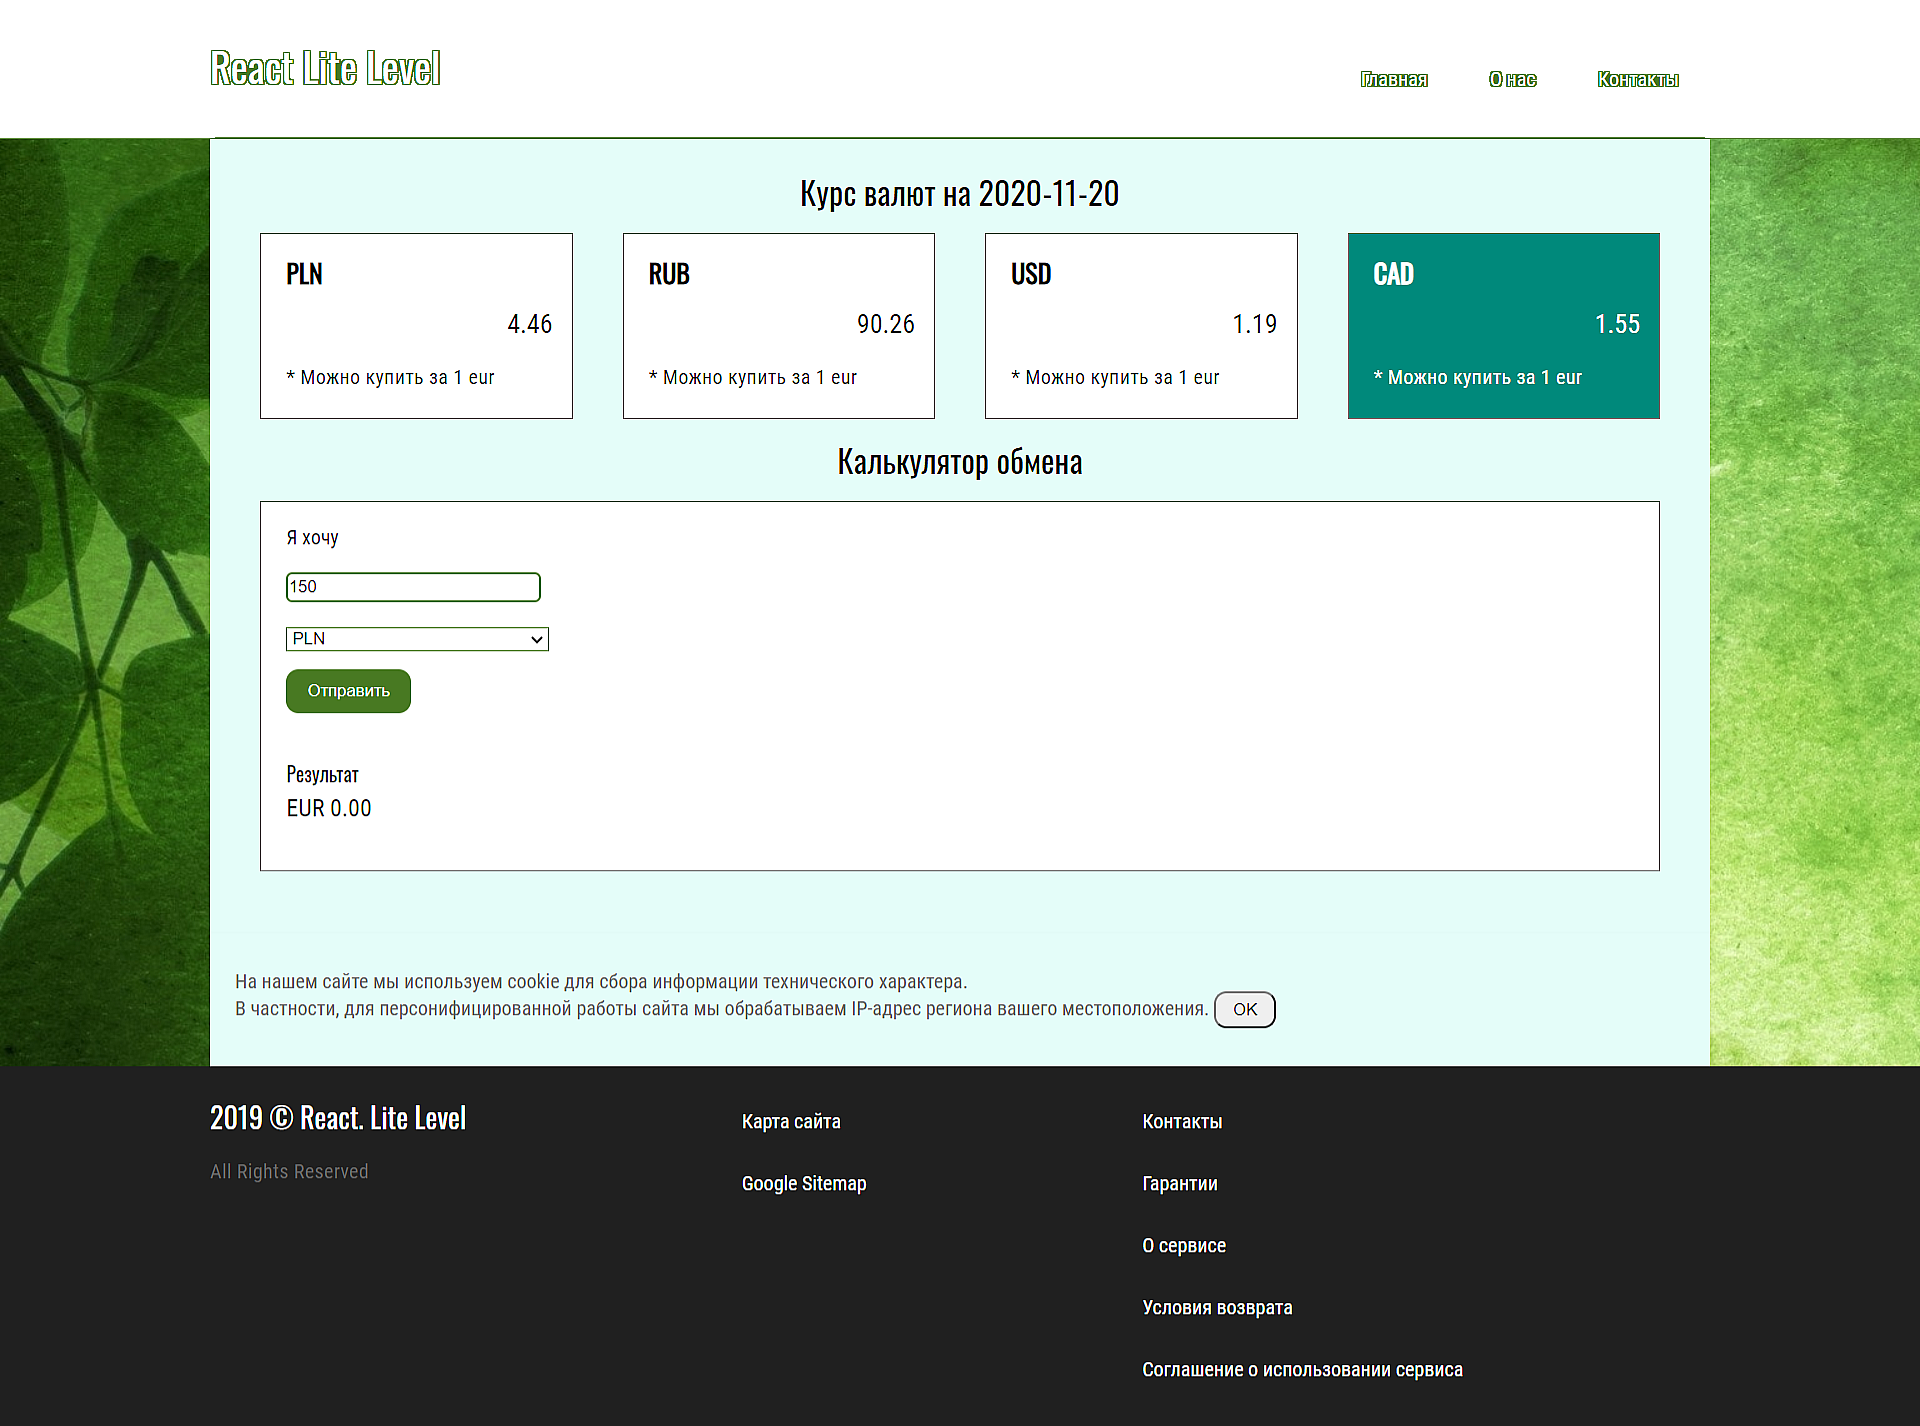 React Lite Level
Главная
О нас
Контакты
Курс валют на 2020-11-20
PLN
4.46
* Можно купить за 1 eur
RUB
90.26
* Можно купить за 1 eur
USD
1.19
* Можно купить за 1 eur
CAD
1.55
* Можно купить за 1 eur
Калькулятор обмена
Я хочу
150
PLN
Отправить
Результат
EUR 0.00
На нашем сайте мы используем cookie для сбора информации технического характера.
В частности, для персонифицированной работы сайта мы обрабатываем IP-адрес региона вашего местоположения. OK
2019 © React. Lite Level
All Rights Reserved
Карта сайта
Google Sitemap
Контакты
Гарантии
О сервисе
Условия возврата
Соглашение о использовании сервиса